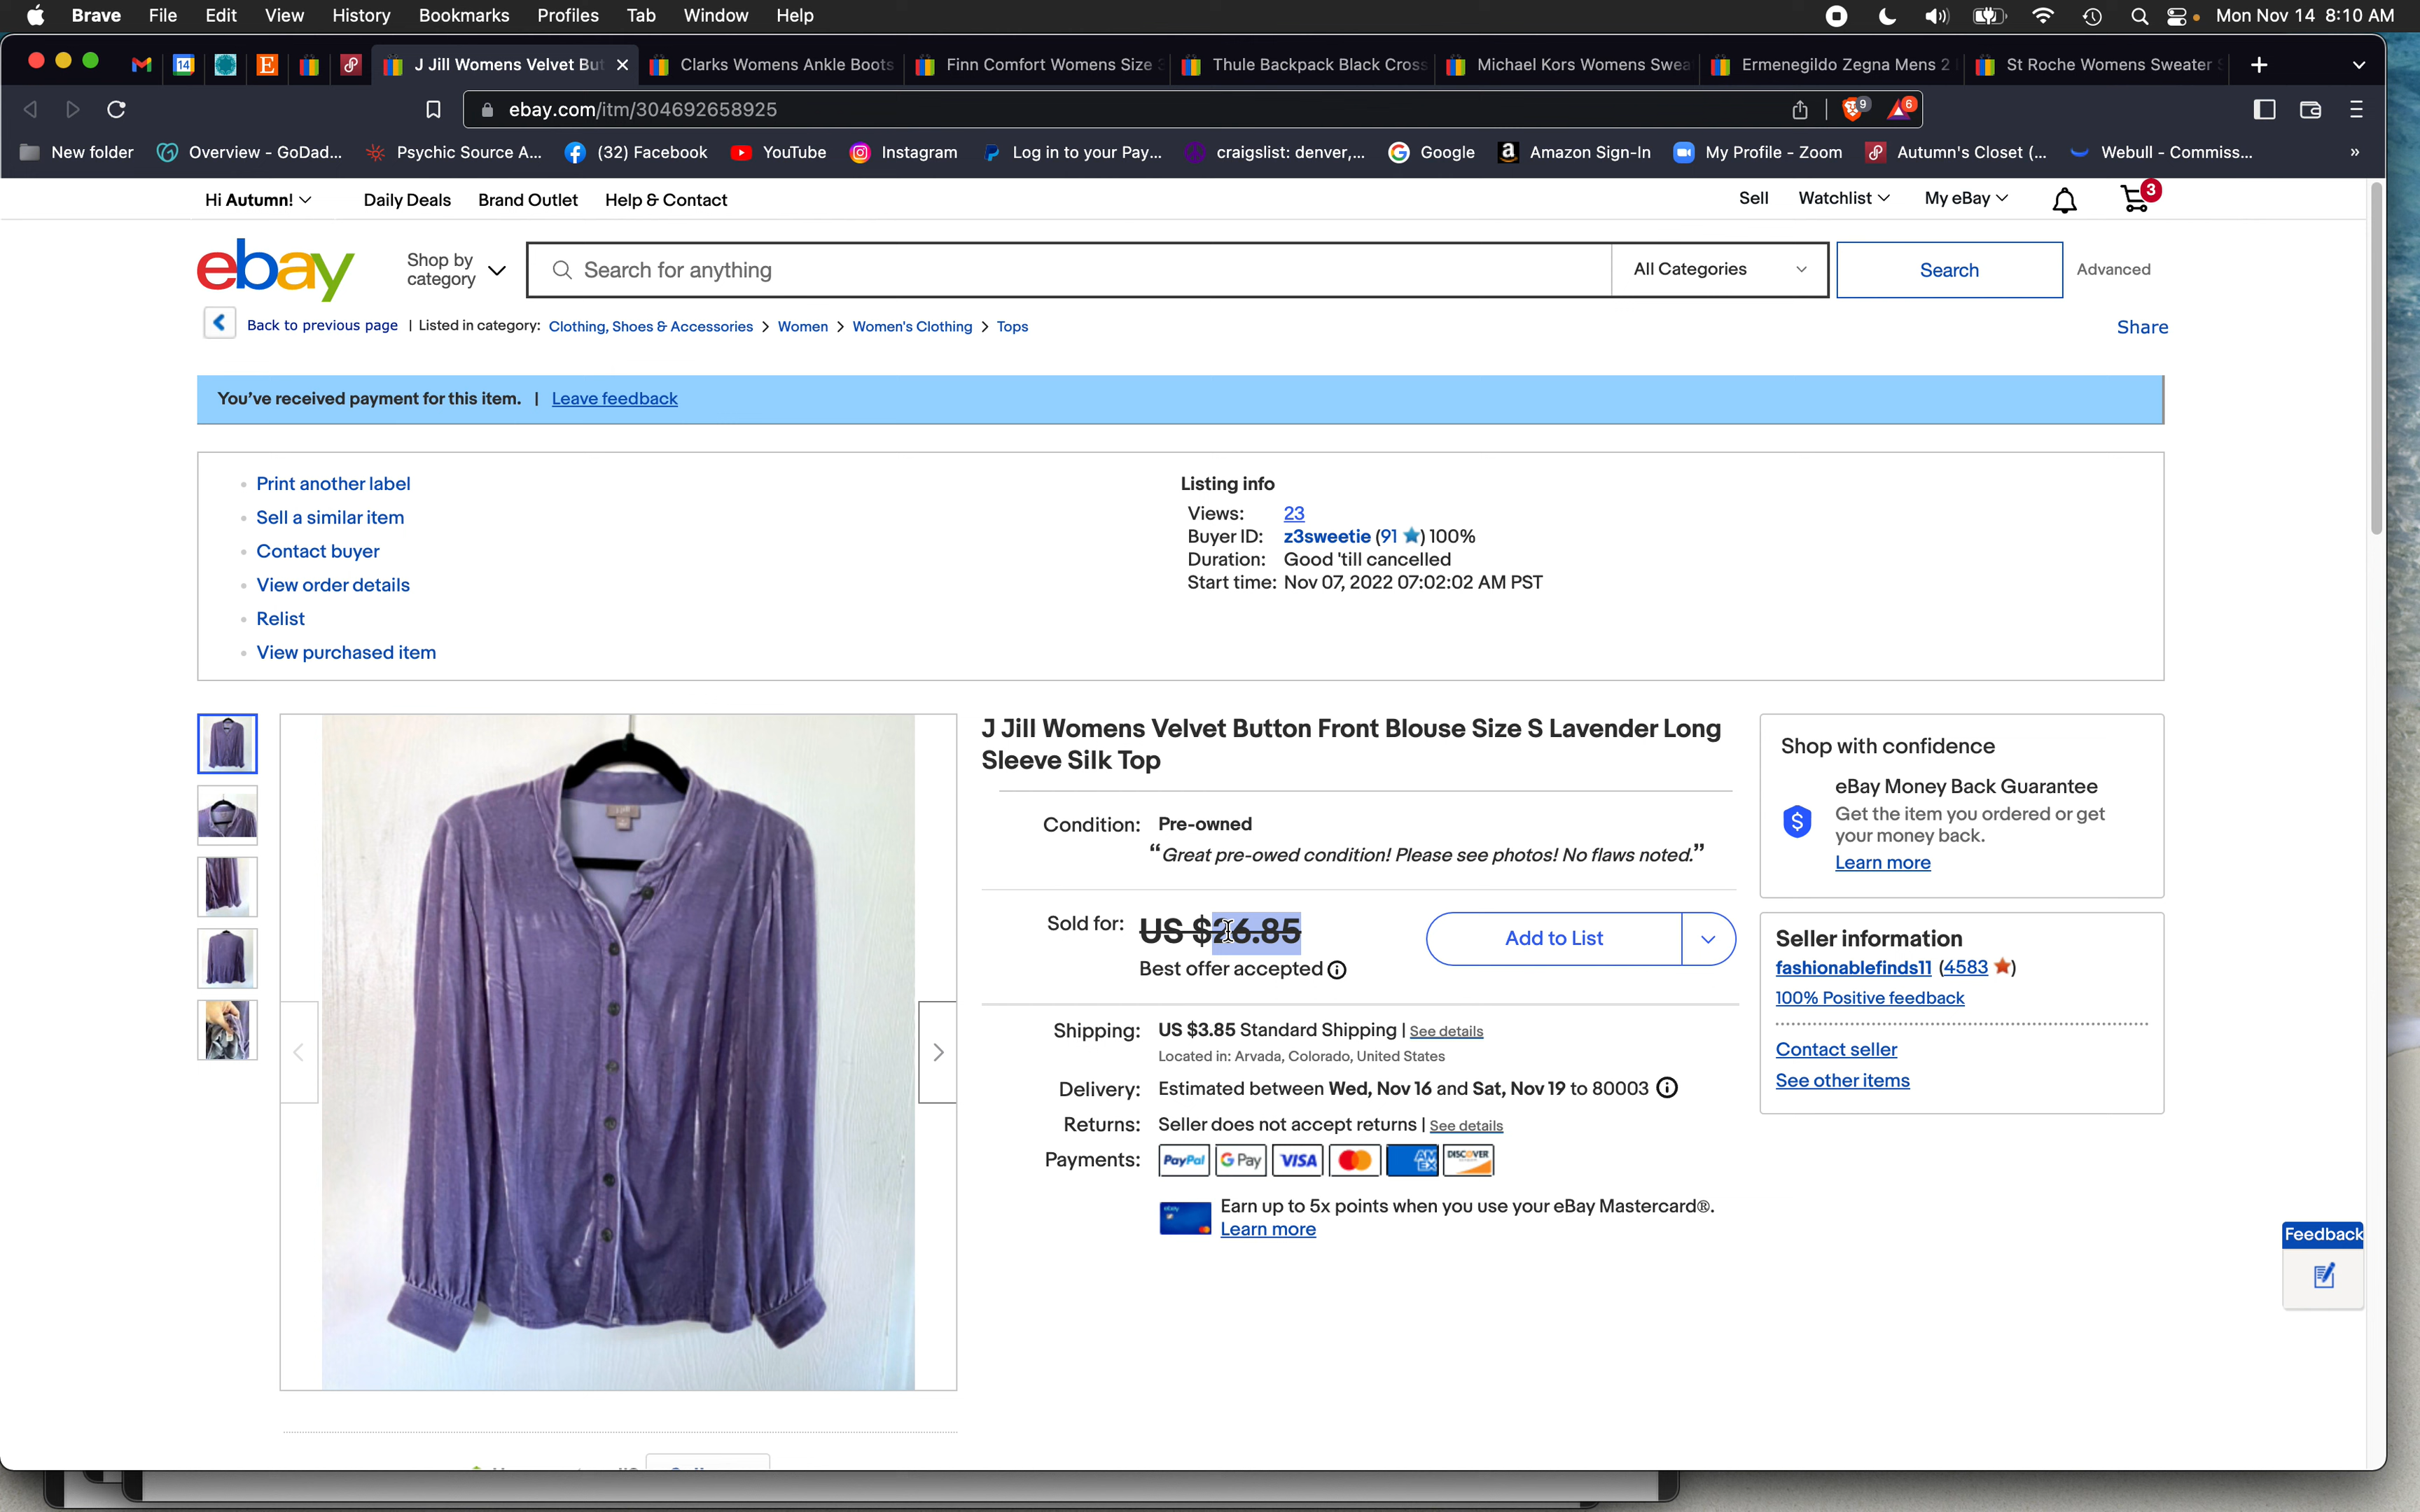 Brave File Edit View History Bookmarks Profiles Tab Window Help Mon Nov 14 8:10 AM
14 J Jill Womens Velvet But Clarks Womens Ankle Boots Finn Comfort Womens Size Thule Backpack Black Cross Michael Kors Womens Swea Ermenegildo Zegna Mens 2 St Roche Womens Sweater
ebay.com/itm/304692658925 9 6
New folder Overview - GoDad... Psychic Source A... (32) Facebook YouTube Instagram Log in to your Pay... craigslist: denver,... Google Amazon Sign-In My Profile - Zoom Autumn's Closet (... Webull - Commiss... »
Hi Autumn! Daily Deals Brand Outlet Help & Contact Sell Watchlist My eBay 3
ebay Shop by category Search for anything All Categories Search Advanced
Back to previous page | Listed in category: Clothing, Shoes & Accessories > Women > Women's Clothing > Tops Share
You've received payment for this item. | Leave feedback
Print another label
Sell a similar item
Contact buyer
View order details
Relist
View purchased item
Listing info
Views: 23
Buyer ID: z3sweetie (91 ) 100%
Duration: Good 'till cancelled
Start time: Nov 07, 2022 07:02:02 AM PST
J Jill Womens Velvet Button Front Blouse Size S Lavender Long
Sleeve Silk Top
Condition: Pre-owned
“Great pre-owed condition! Please see photos! No flaws noted.”
Sold for: US $26.85
Best offer accepted
Add to List
Shipping: US $3.85 Standard Shipping | See details
Located in: Arvada, Colorado, United States
Delivery: Estimated between Wed, Nov 16 and Sat, Nov 19 to 80003
Returns: Seller does not accept returns | See details
Payments: PayPal G Pay VISA AMEX DISCOVER
ebay Earn up to 5x points when you use your eBay Mastercard®.
Learn more
Shop with confidence
eBay Money Back Guarantee
Get the item you ordered or get
your money back.
Learn more
Seller information
fashionablefinds11 (4583 )
100% Positive feedback
Contact seller
See other items
Feedback